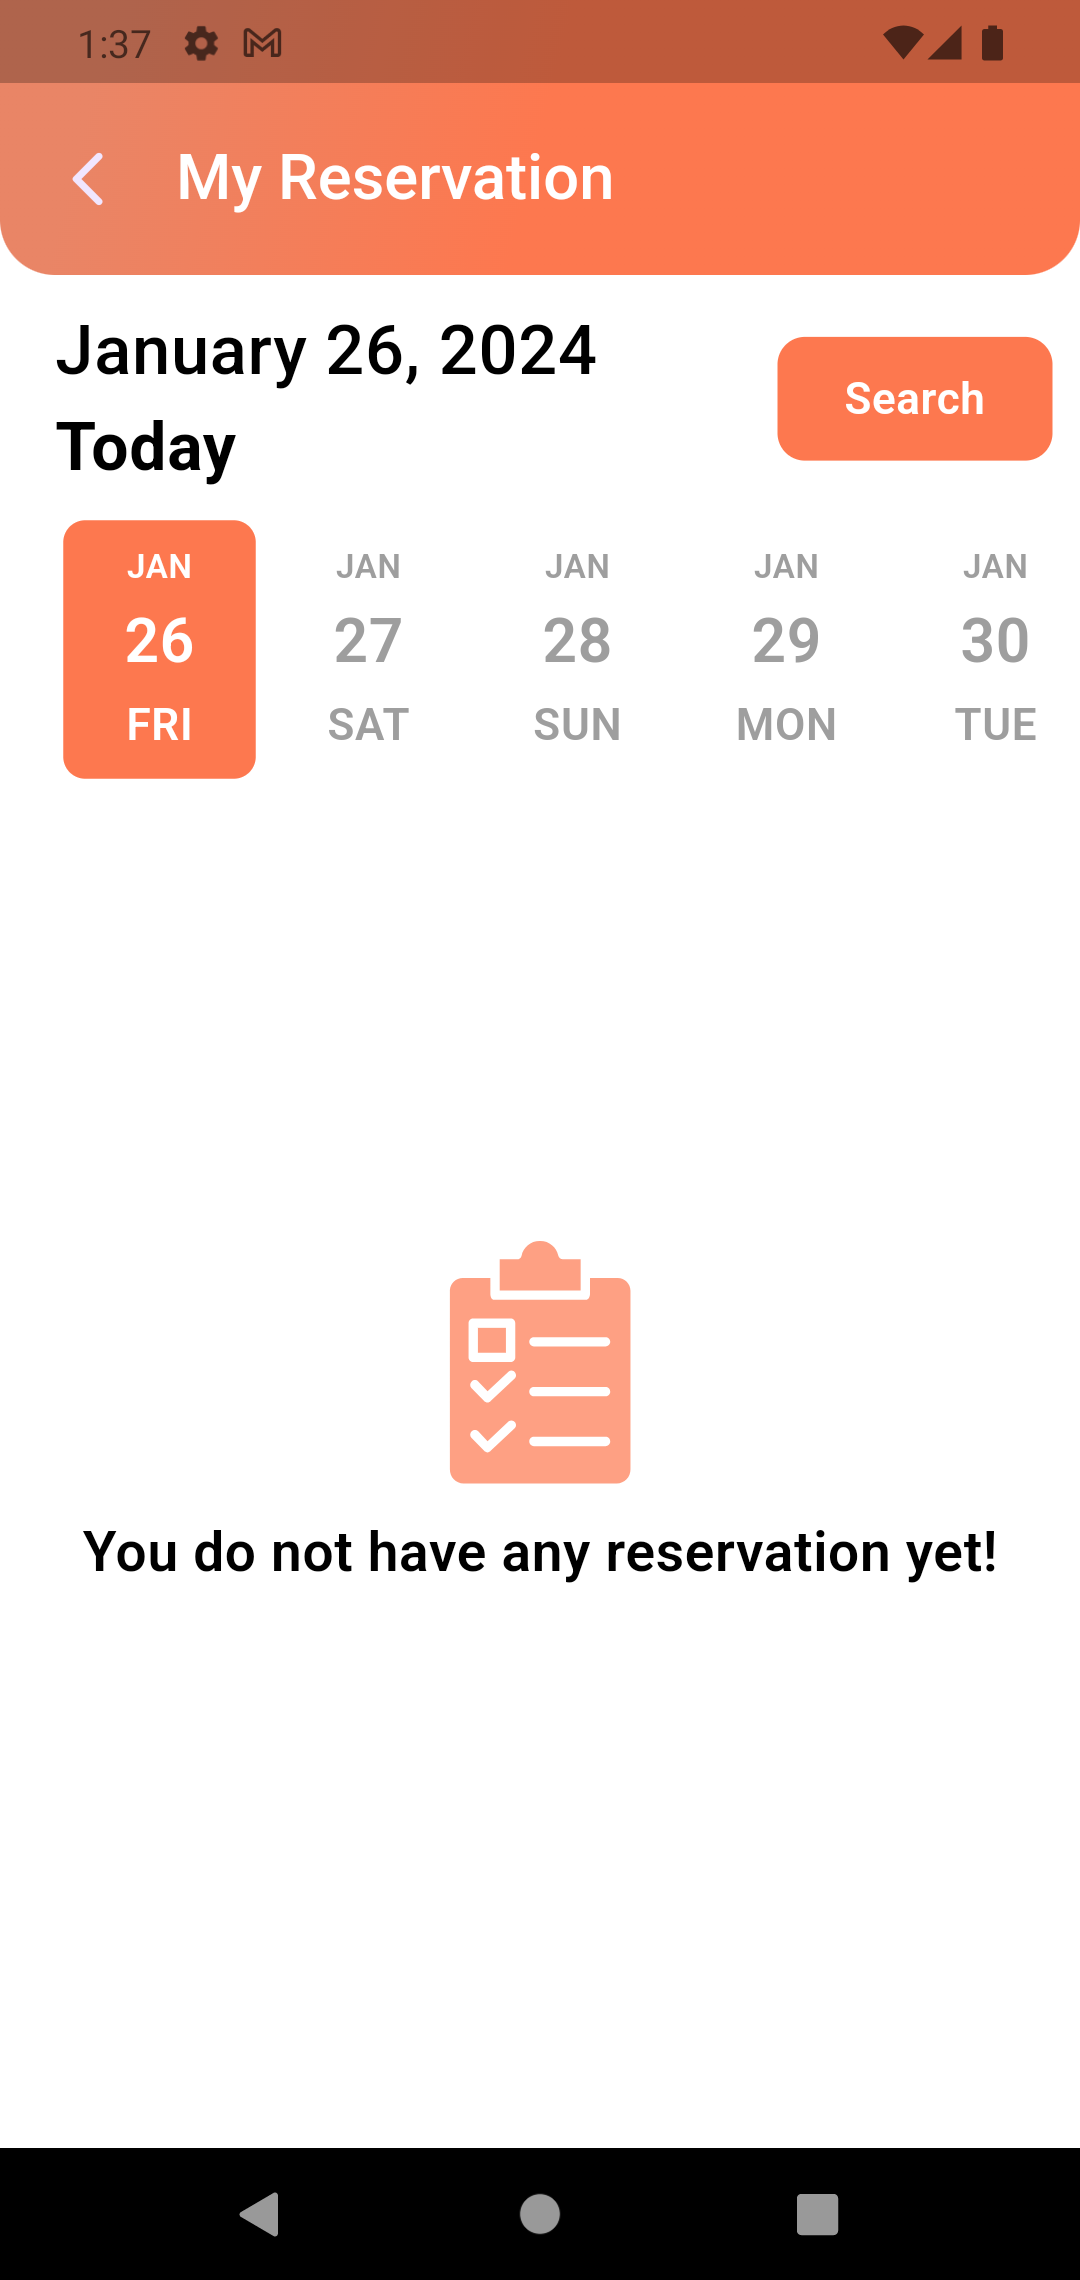 1:37
My Reservation
January 26, 2024
Today
Search
JAN JAN JAN JAN JAN
26 27 28 29 30
FRI SAT SUN MON TUE
You do not have any reservation yet!